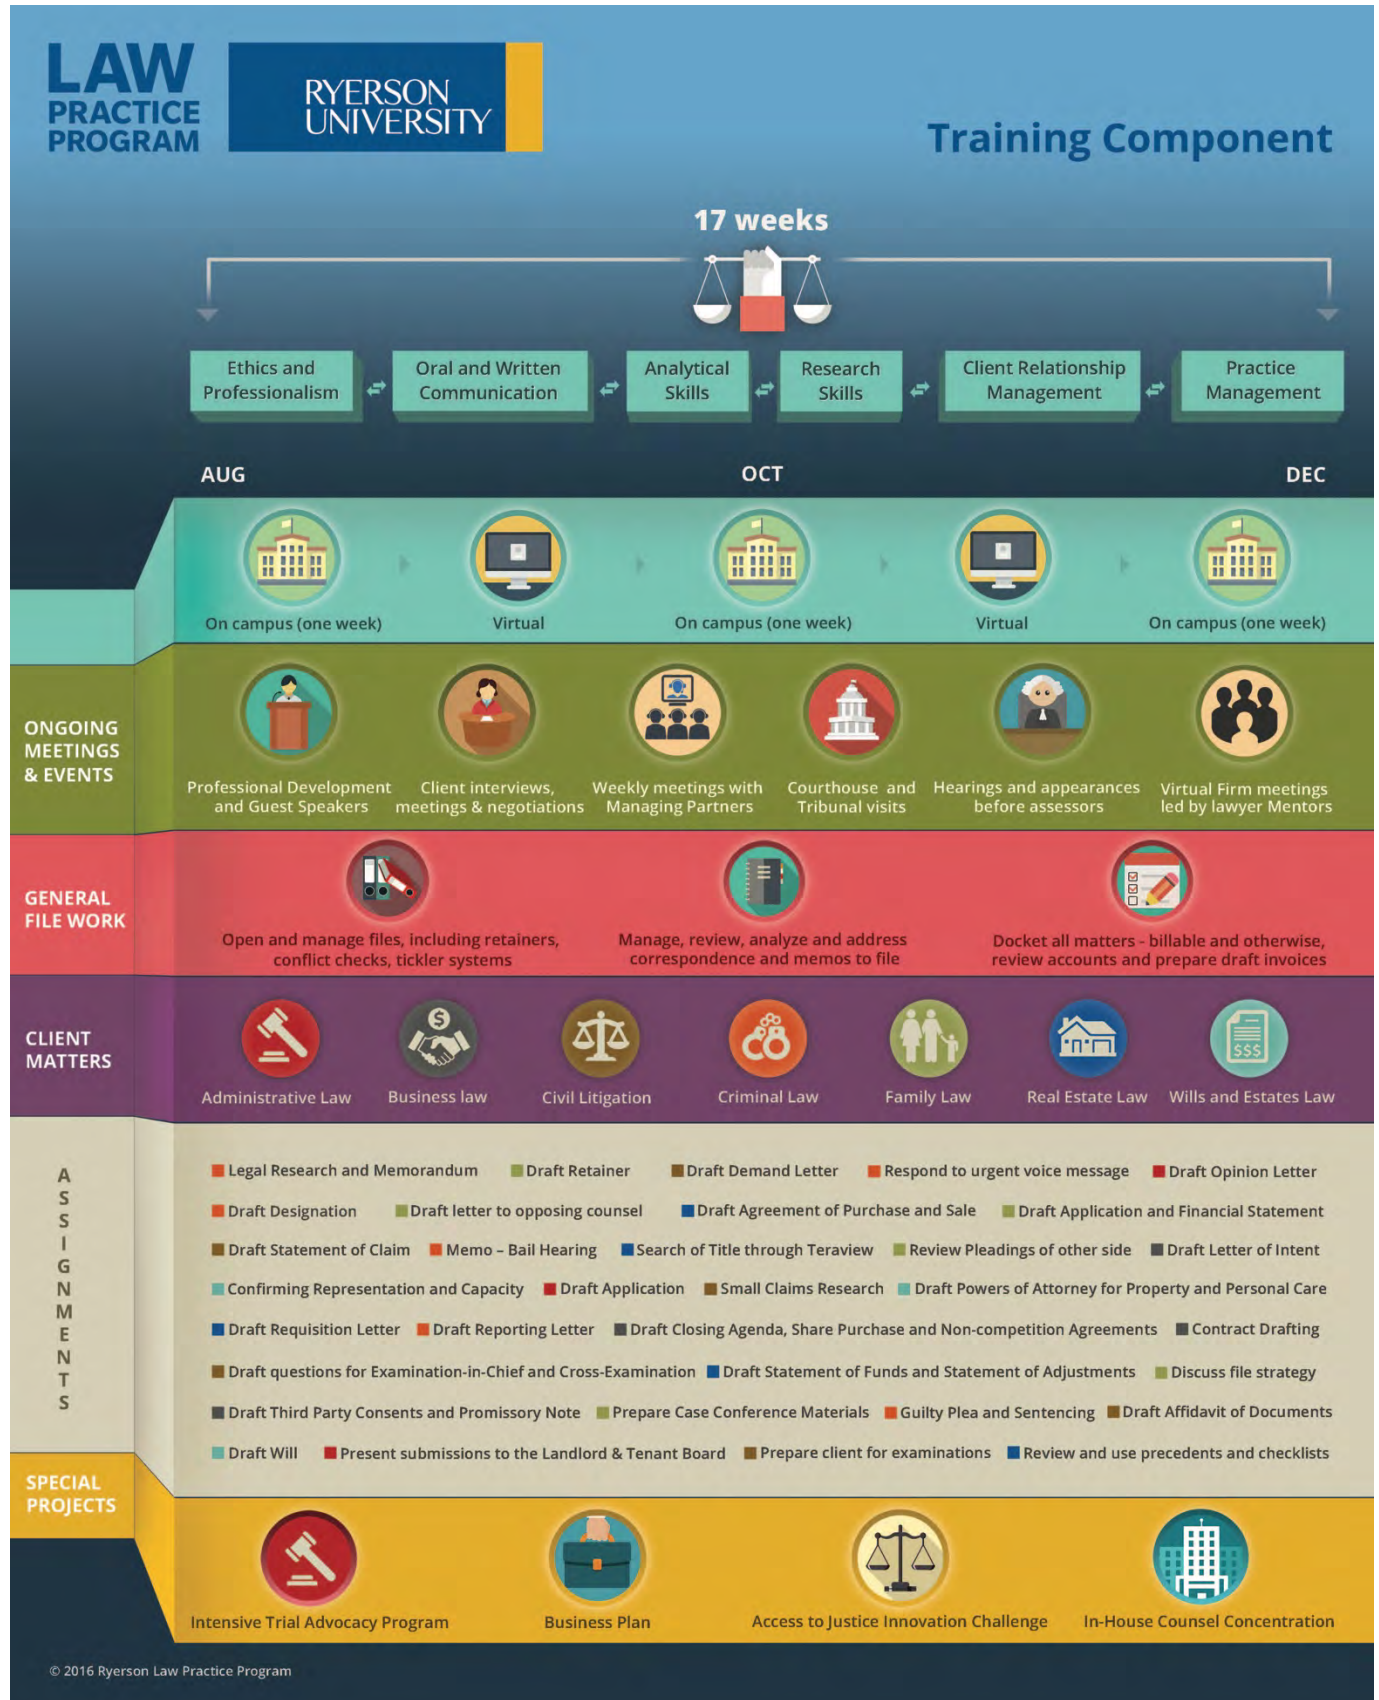 LAW
PRACTICE
PROGRAM
RYERSON
UNIVERSITY
Training Component
17 weeks
Ethics and
Professionalism
Oral and Written
Communication
Analytical
Skills
Research
Skills
Client Relationship
Management
Practice
Management
AUG OCT DEC
On campus (one week) Virtual On campus (one week) Virtual On campus (one week)
ONGOING
MEETINGS
& EVENTS
Professional Development
and Guest Speakers
Client interviews,
meetings & negotiations
Weekly meetings with
Managing Partners
Courthouse and
Tribunal visits
Hearings and appearances
before assessors
Virtual Firm meetings
led by lawyer Mentors
GENERAL
FILE WORK
Open and manage files, including retainers,
conflict checks, tickler systems
Manage, review, analyze and address
correspondence and memos to file
Docket all matters - billable and otherwise,
review accounts and prepare draft invoices
CLIENT
MATTERS
$
$$$
Administrative Law Business law Civil Litigation Criminal Law Family Law Real Estate Law Wills and Estates Law
ASSIGNMENTS
Legal Research and Memorandum Draft Retainer Draft Demand Letter Respond to urgent voice message Draft Opinion Letter
Draft Designation Draft letter to opposing counsel Draft Agreement of Purchase and Sale Draft Application and Financial Statement
Draft Statement of Claim Memo – Bail Hearing Search of Title through Teraview Review Pleadings of other side Draft Letter of Intent
Confirming Representation and Capacity Draft Application Small Claims Research Draft Powers of Attorney for Property and Personal Care
Draft Requisition Letter Draft Reporting Letter Draft Closing Agenda, Share Purchase and Non-competition Agreements Contract Drafting
Draft questions for Examination-in-Chief and Cross-Examination Draft Statement of Funds and Statement of Adjustments Discuss file strategy
Draft Third Party Consents and Promissory Note Prepare Case Conference Materials Guilty Plea and Sentencing Draft Affidavit of Documents
Draft Will Present submissions to the Landlord & Tenant Board Prepare client for examinations Review and use precedents and checklists
SPECIAL
PROJECTS
Intensive Trial Advocacy Program Business Plan Access to Justice Innovation Challenge In-House Counsel Concentration
© 2016 Ryerson Law Practice Program